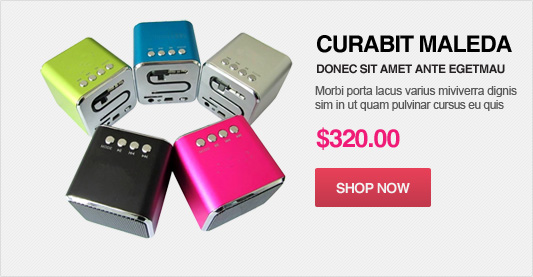 CURABIT MALEDA
DONEC SIT AMET ANTE EGETMAU
Morbi porta lacus varius miviverra dignis
sim in ut quam pulvinar cursus eu quis
$320.00
SHOP NOW